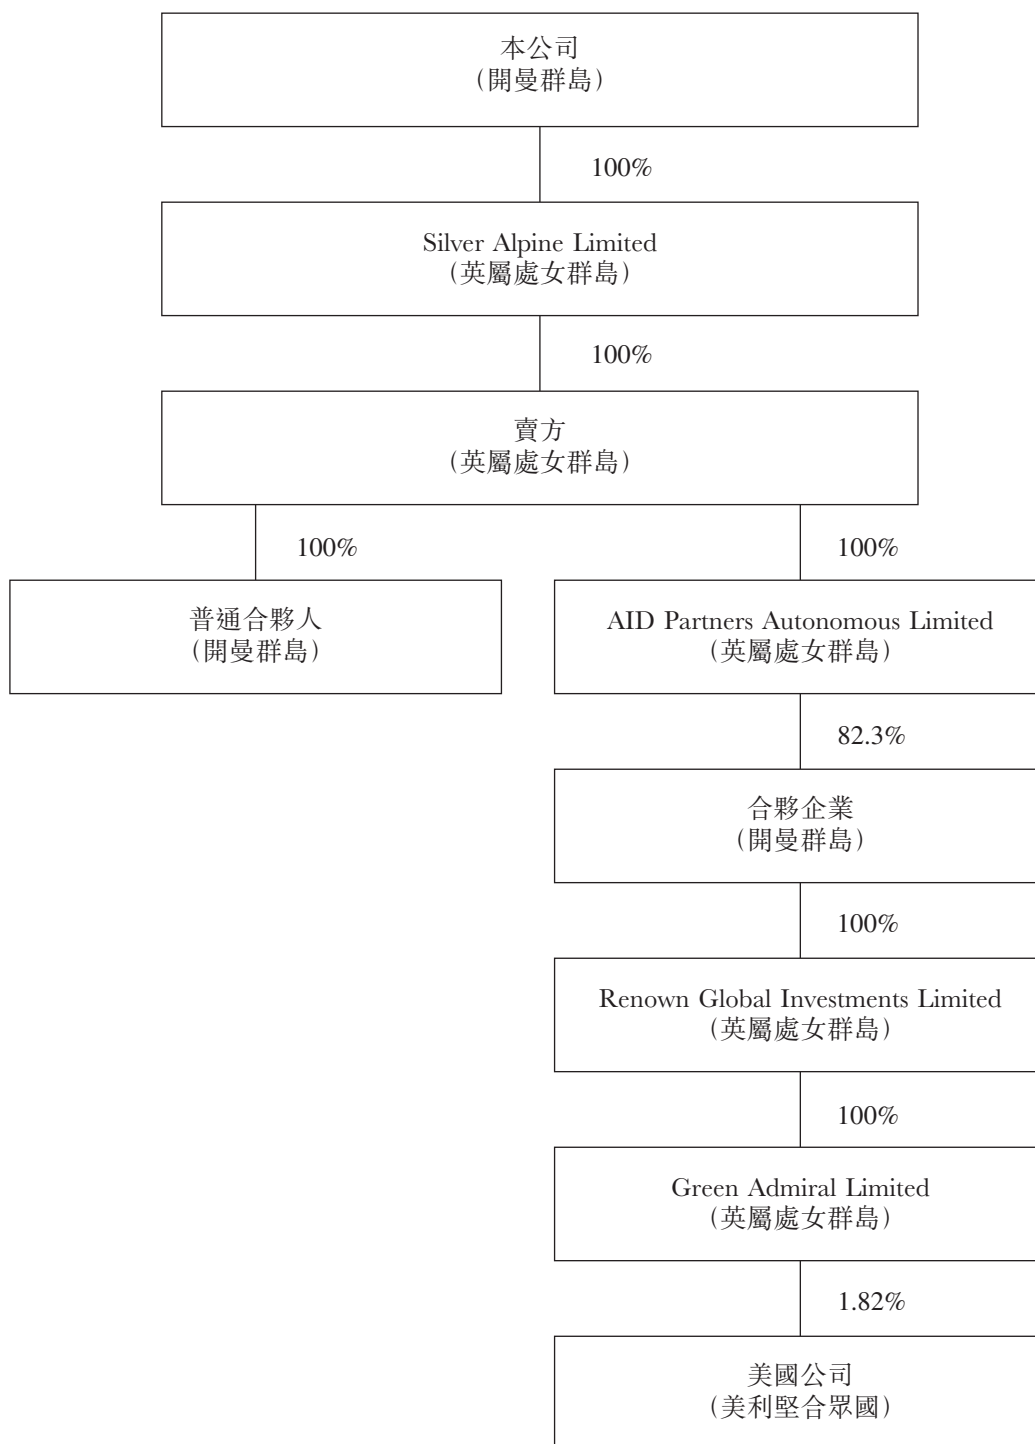 本公司
（開曼群島）
100%
Silver Alpine Limited
（英屬處女群島）
100%
賣方
（英屬處女群島）
100%
100%
普通合夥人
（開曼群島）
AID Partners Autonomous Limited
（英屬處女群島）
82.3%
合夥企業
（開曼群島）
100%
Renown Global Investments Limited
（英屬處女群島）
100%
Green Admiral Limited
（英屬處女群島）
1.82%
美國公司
（美利堅合眾國）